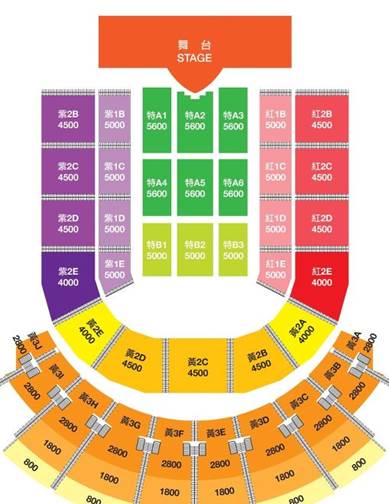 舞台
STAGE
紫2B
4500
紫1B
5000
特A1
5600
特A2
5600
特A3
5600
紅1B
5000
紅2B
4500
紫2C
4500
紫1C
5000
特A4
5600
特A5
5600
特A6
5600
紅1C
5000
紅2C
4500
紫2D
4500
紫1D
5000
特B1
5000
特B2
5000
特B3
5000
紅1D
5000
紅2D
4500
紫2E
4000
紫1E
5000
紅1E
5000
紅2E
4000
黃2E
4000
黃2D
4500
黃2C
4500
黃2B
4500
黃2A
4000
黃3J
2800
黃3I
2800
黃3H
2800
黃3G
2800
黃3F
2800
黃3E
2800
黃3D
2800
黃3C
2800
黃3B
2800
黃3A
2800
800
1800
1800
1800
1800
1800
1800
800